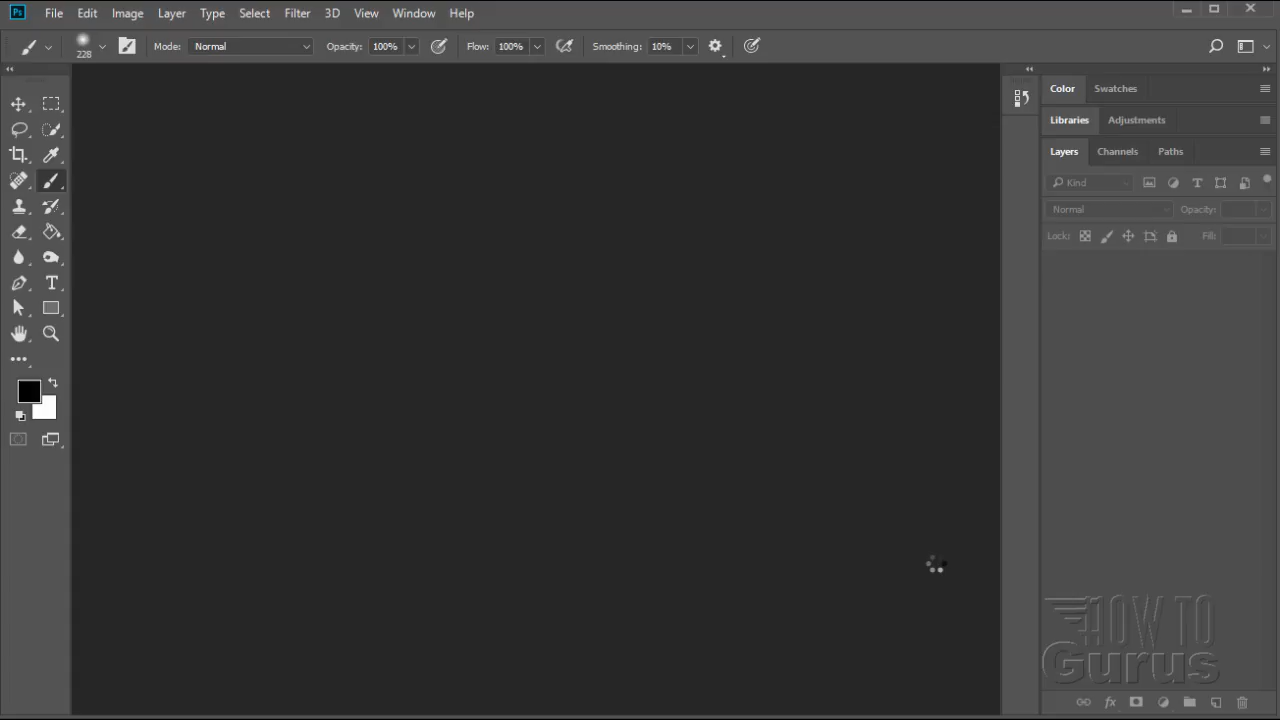 Ps File Edit Image Layer Type Select Filter 3D View Window Help
228 Mode: Normal Opacity: 100% Flow: 100% Smoothing: 10%
Color Swatches
Libraries Adjustments
Layers Channels Paths
Kind T
Normal Opacity:
Lock: Fill:
T
HOW TO
Gurus
fx